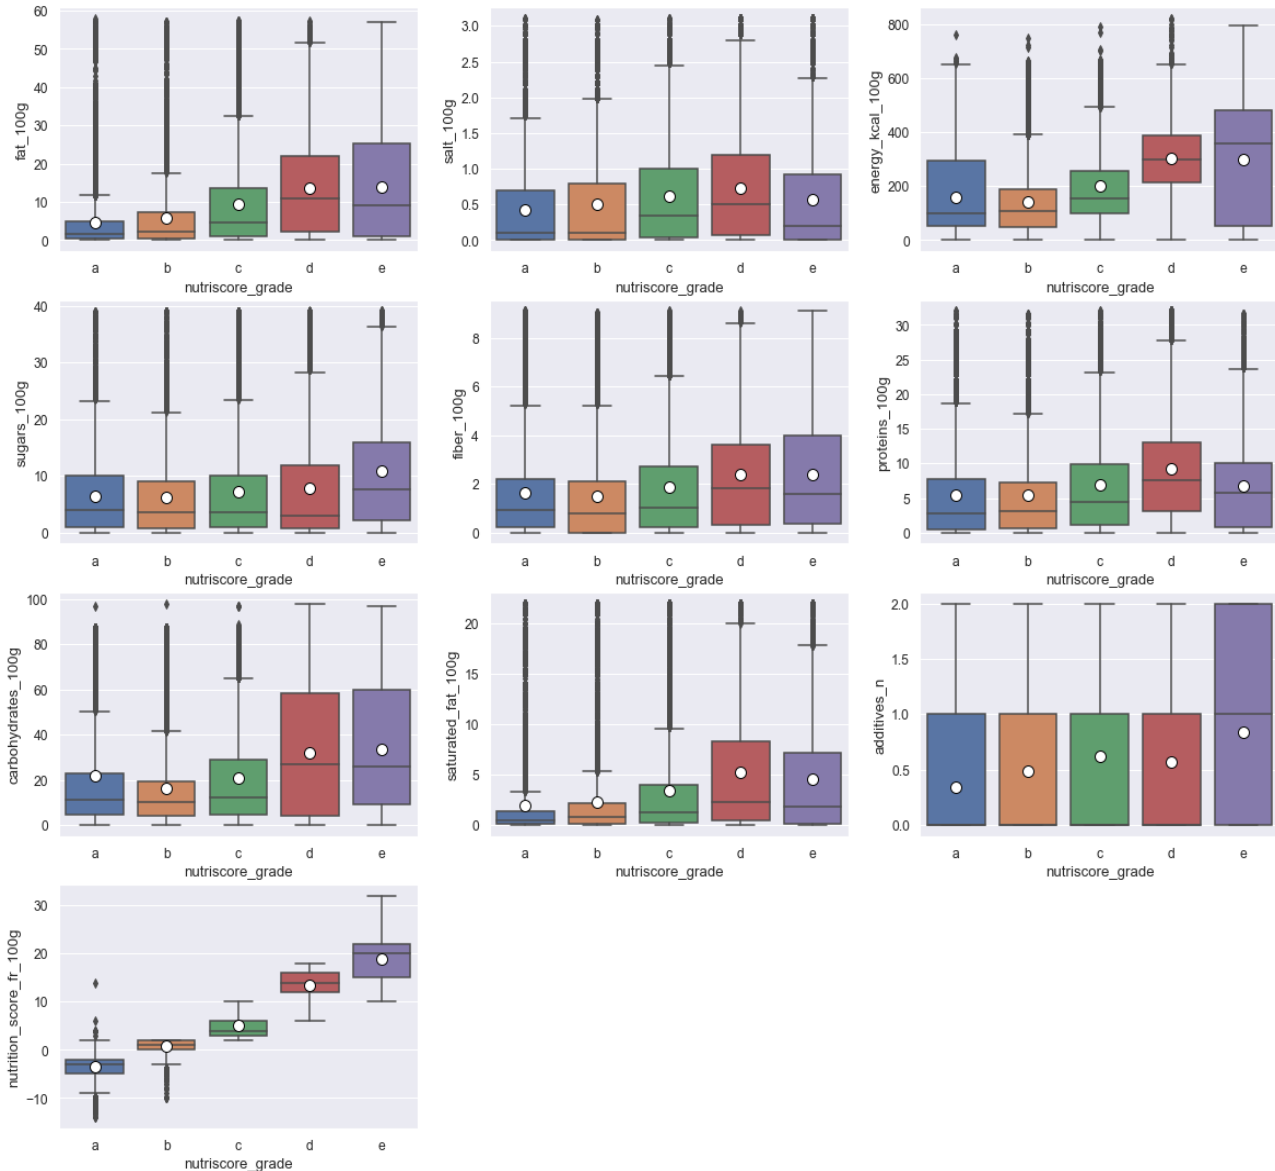 60
50
40
30
20
10
0
fat_100g
a b c d e
nutriscore_grade
3.0
2.5
2.0
1.5
1.0
0.5
0.0
salt_100g
a b c d e
nutriscore_grade
800
600
400
200
0
energy_kcal_100g
a b c d e
nutriscore_grade
40
30
20
10
0
sugars_100g
a b c d e
nutriscore_grade
8
6
4
2
0
fiber_100g
a b c d e
nutriscore_grade
30
25
20
15
10
5
0
proteins_100g
a b c d e
nutriscore_grade
100
80
60
40
20
0
carbohydrates_100g
a b c d e
nutriscore_grade
20
15
10
5
0
saturated_fat_100g
a b c d e
nutriscore_grade
2.0
1.5
1.0
0.5
0.0
additives_n
a b c d e
nutriscore_grade
30
20
10
0
−10
nutrition_score_fr_100g
a b c d e
nutriscore_grade